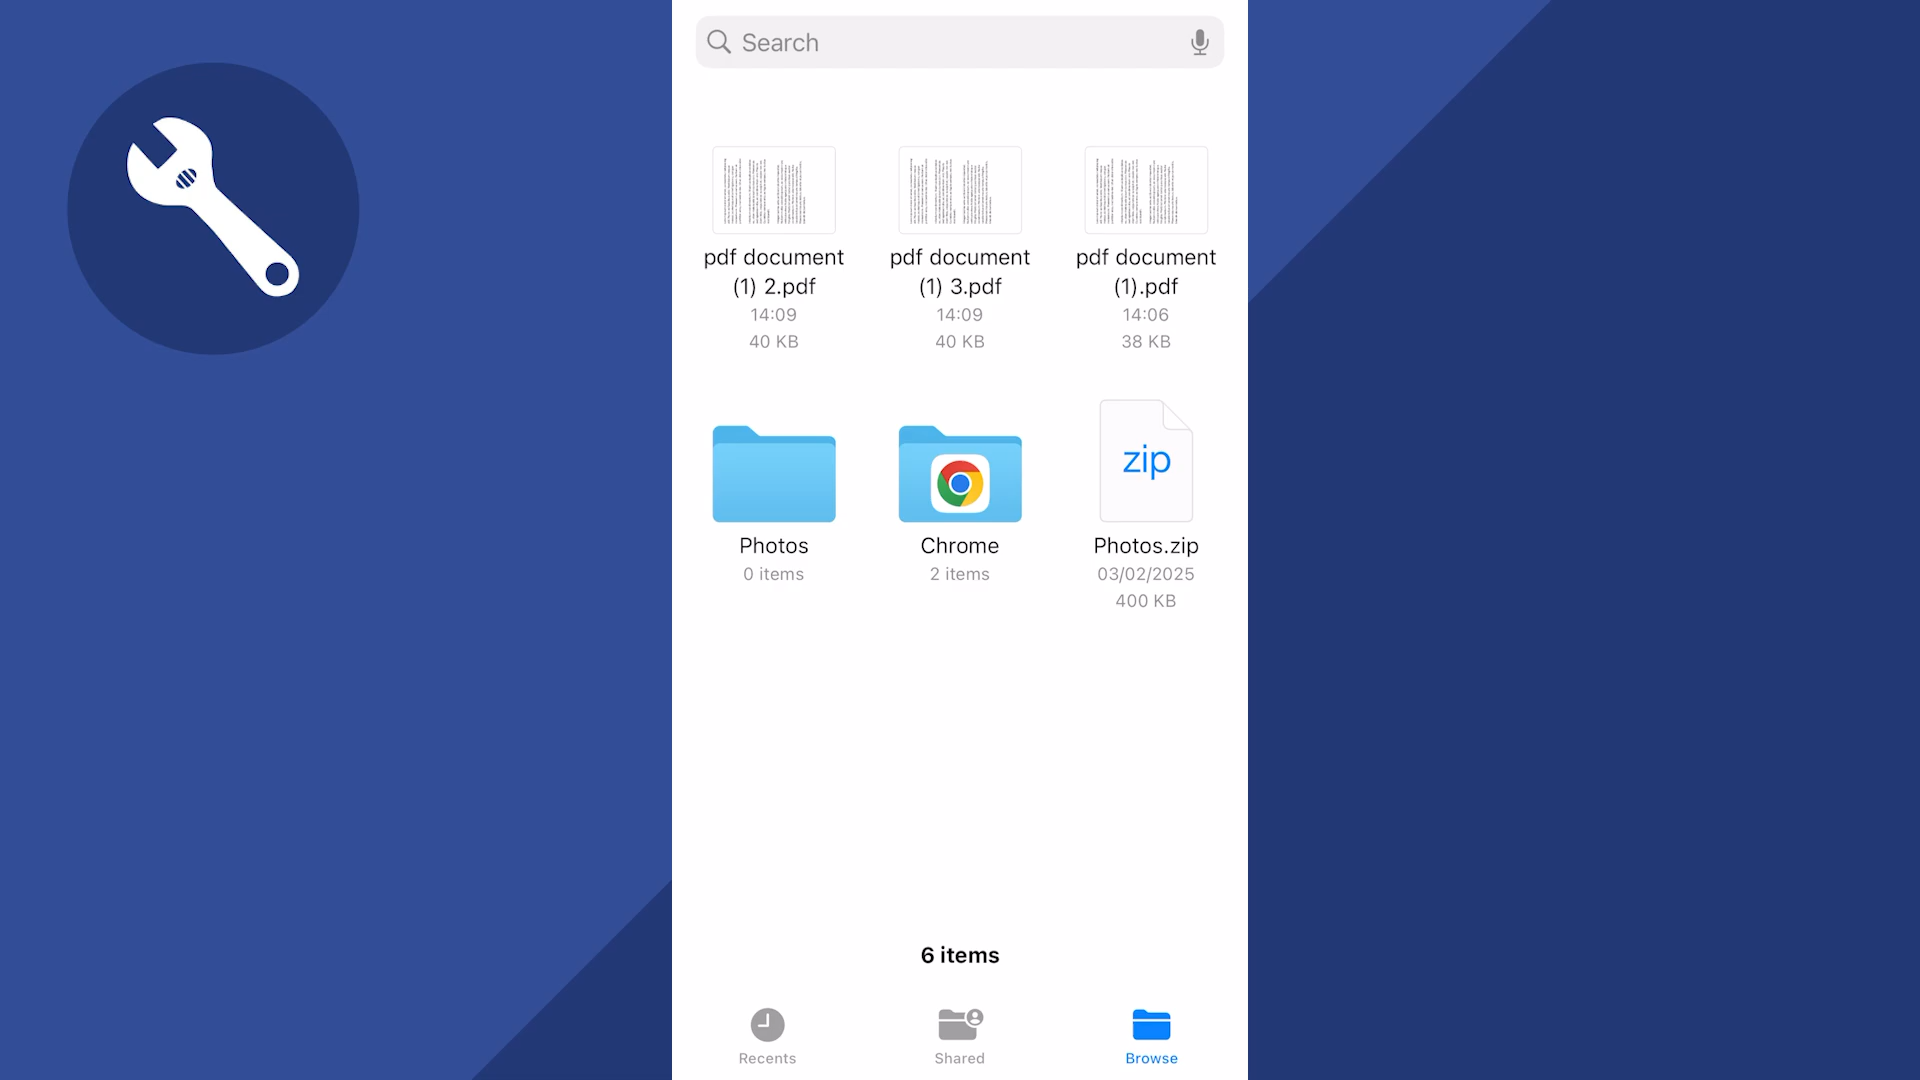 Search
pdf document
(1) 2.pdf
14:09
40 KB
pdf document
(1) 3.pdf
14:09
40 KB
pdf document
(1).pdf
14:06
38 KB
Photos
0 items
Chrome
2 items
zip
Photos.zip
03/02/2025
400 KB
6 items
Recents
Shared
Browse